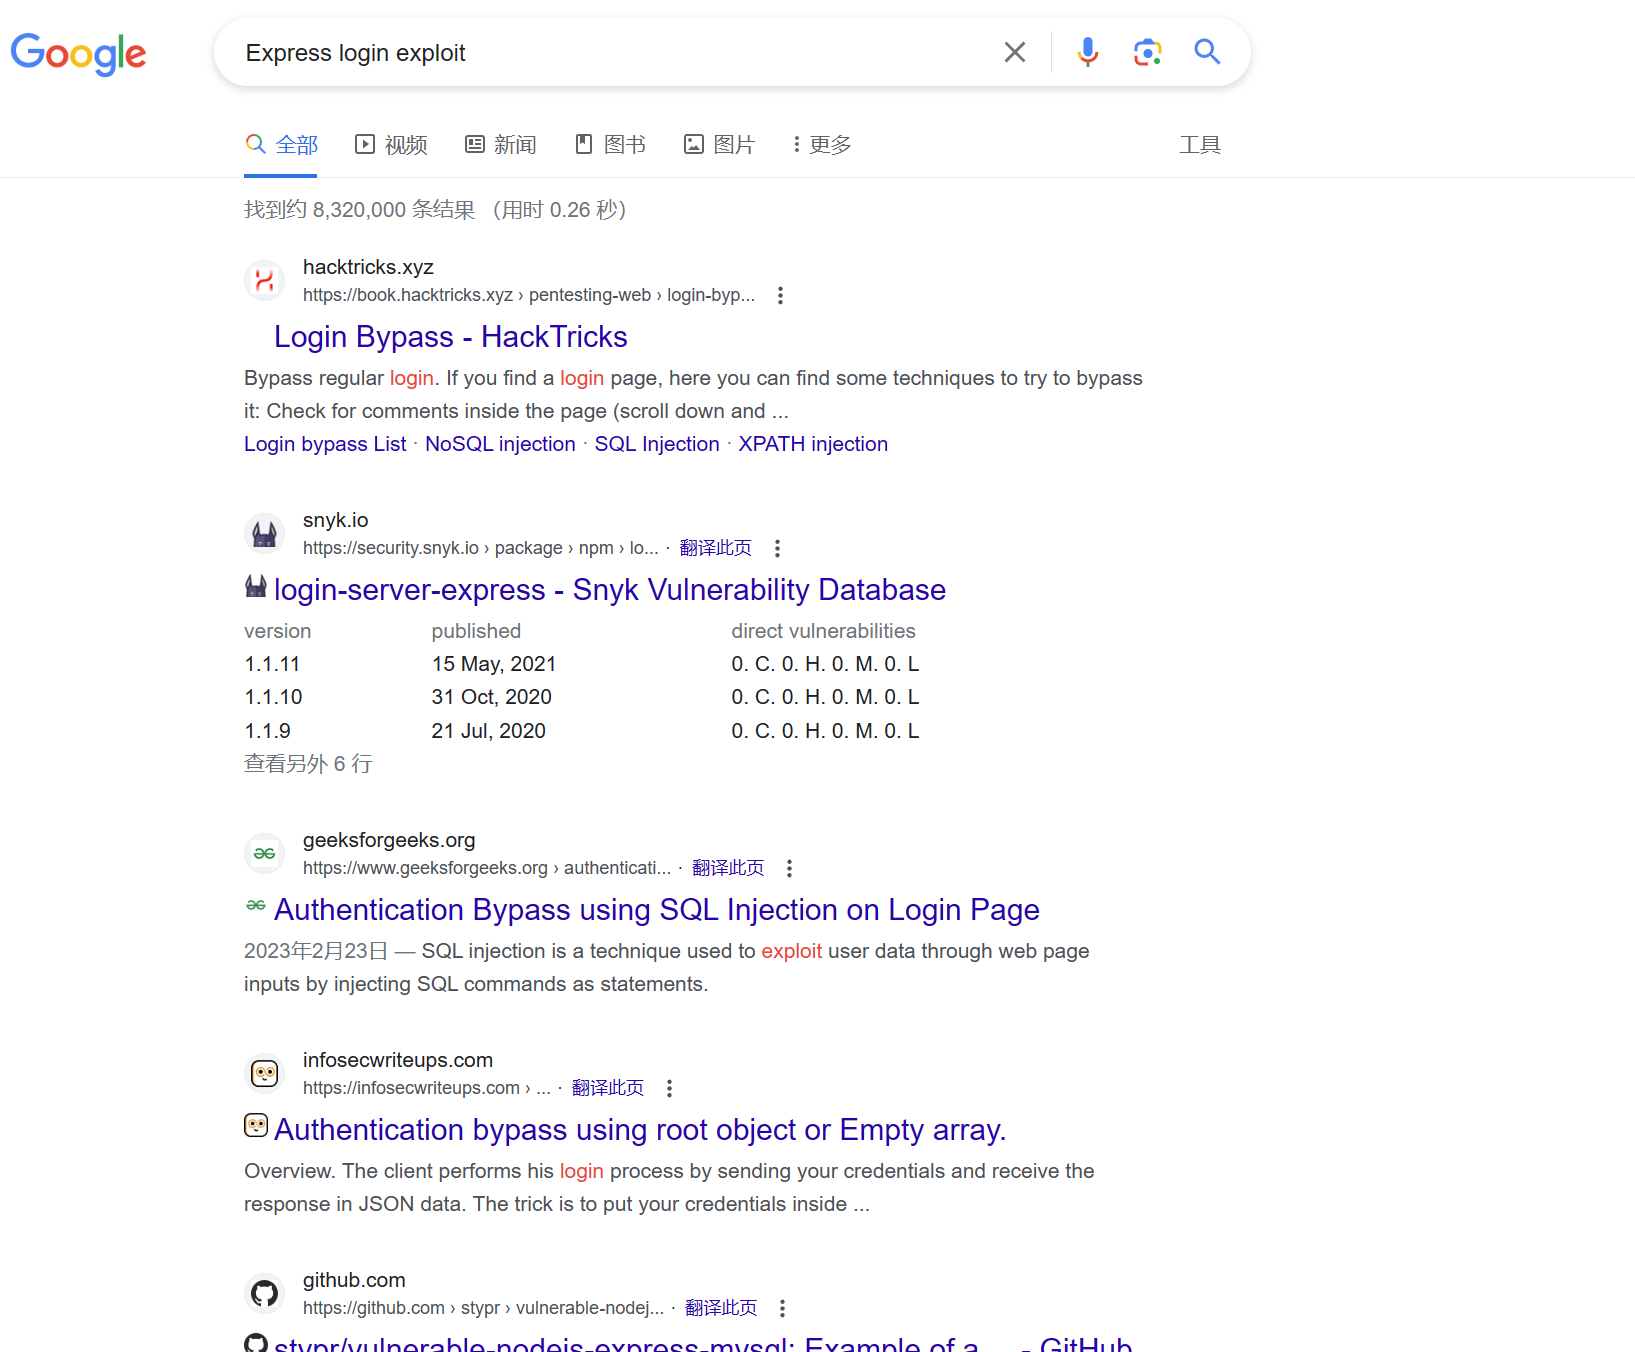 Google
Express login exploit
全部 视频 新闻 图书 图片 更多 工具
找到约 8,320,000 条结果 （用时 0.26 秒）
hacktricks.xyz
https://book.hacktricks.xyz › pentesting-web › login-byp...
Login Bypass - HackTricks
Bypass regular login. If you find a login page, here you can find some techniques to try to bypass
it: Check for comments inside the page (scroll down and ...
Login bypass List · NoSQL injection · SQL Injection · XPATH injection
snyk.io
https://security.snyk.io › package › npm › lo... · 翻译此页
login-server-express - Snyk Vulnerability Database
version published direct vulnerabilities
1.1.11 15 May, 2021 0. C. 0. H. 0. M. 0. L
1.1.10 31 Oct, 2020 0. C. 0. H. 0. M. 0. L
1.1.9 21 Jul, 2020 0. C. 0. H. 0. M. 0. L
查看另外 6 行
geeksforgeeks.org
https://www.geeksforgeeks.org › authenticati... · 翻译此页
Authentication Bypass using SQL Injection on Login Page
2023年2月23日 — SQL injection is a technique used to exploit user data through web page
inputs by injecting SQL commands as statements.
infosecwriteups.com
https://infosecwriteups.com › ... · 翻译此页
Authentication bypass using root object or Empty array.
Overview. The client performs his login process by sending your credentials and receive the
response in JSON data. The trick is to put your credentials inside ...
github.com
https://github.com › stypr › vulnerable-nodej... · 翻译此页
stypr/vulnerable-nodejs-express-mysql: Example of a ... - GitHub